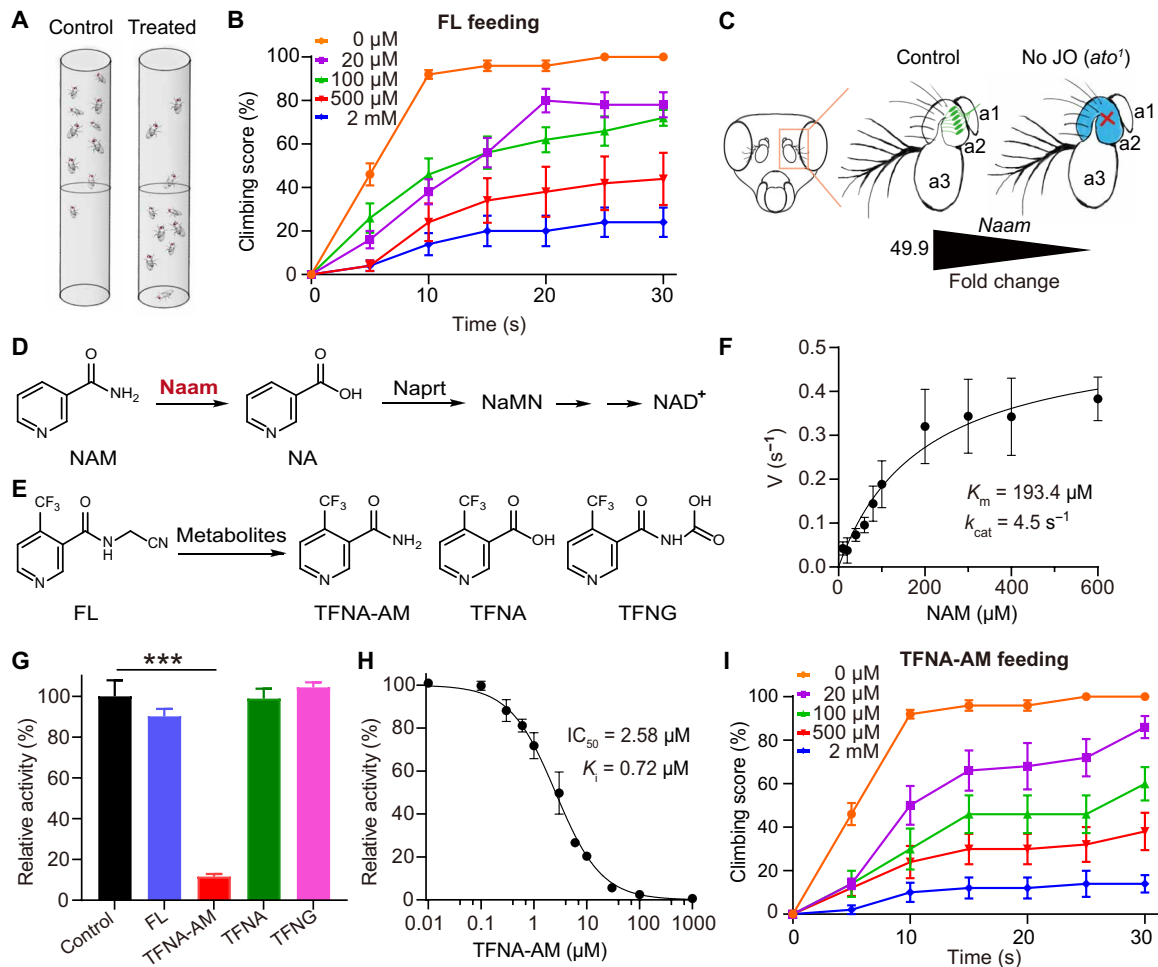 A
Control Treated
B
FL feeding
0 µM
20 µM
100 µM
500 µM
2 mM
Climbing score (%)
100
80
60
40
20
0
0 10 20 30
Time (s)
C
Control No JO (ato¹)
a1
a2
a3
a1
a2
a3
Naam
49.9
Fold change
D
O
NH₂
N
NAM
Naam
O
OH
N
NA
Naprt
NaMN
NAD⁺
E
CF₃ O
N
H
CN
N
FL
Metabolites
CF₃ O
NH₂
N
TFNA-AM
CF₃ O
OH
N
TFNA
CF₃ O OH
NH O
N
TFNG
F
V (s⁻¹)
0.5
0.4
0.3
0.2
0.1
0.0
0 200 400 600
NAM (µM)
Kₘ = 193.4 µM
k_cat = 4.5 s⁻¹
G
***
Relative activity (%)
100
80
60
40
20
0
Control
FL
TFNA-AM
TFNA
TFNG
H
Relative activity (%)
100
80
60
40
20
0
0.01 0.1 1 10 100 1000
TFNA-AM (µM)
IC₅₀ = 2.58 µM
Kᵢ = 0.72 µM
I
TFNA-AM feeding
0 µM
20 µM
100 µM
500 µM
2 mM
Climbing score (%)
100
80
60
40
20
0
0 10 20 30
Time (s)